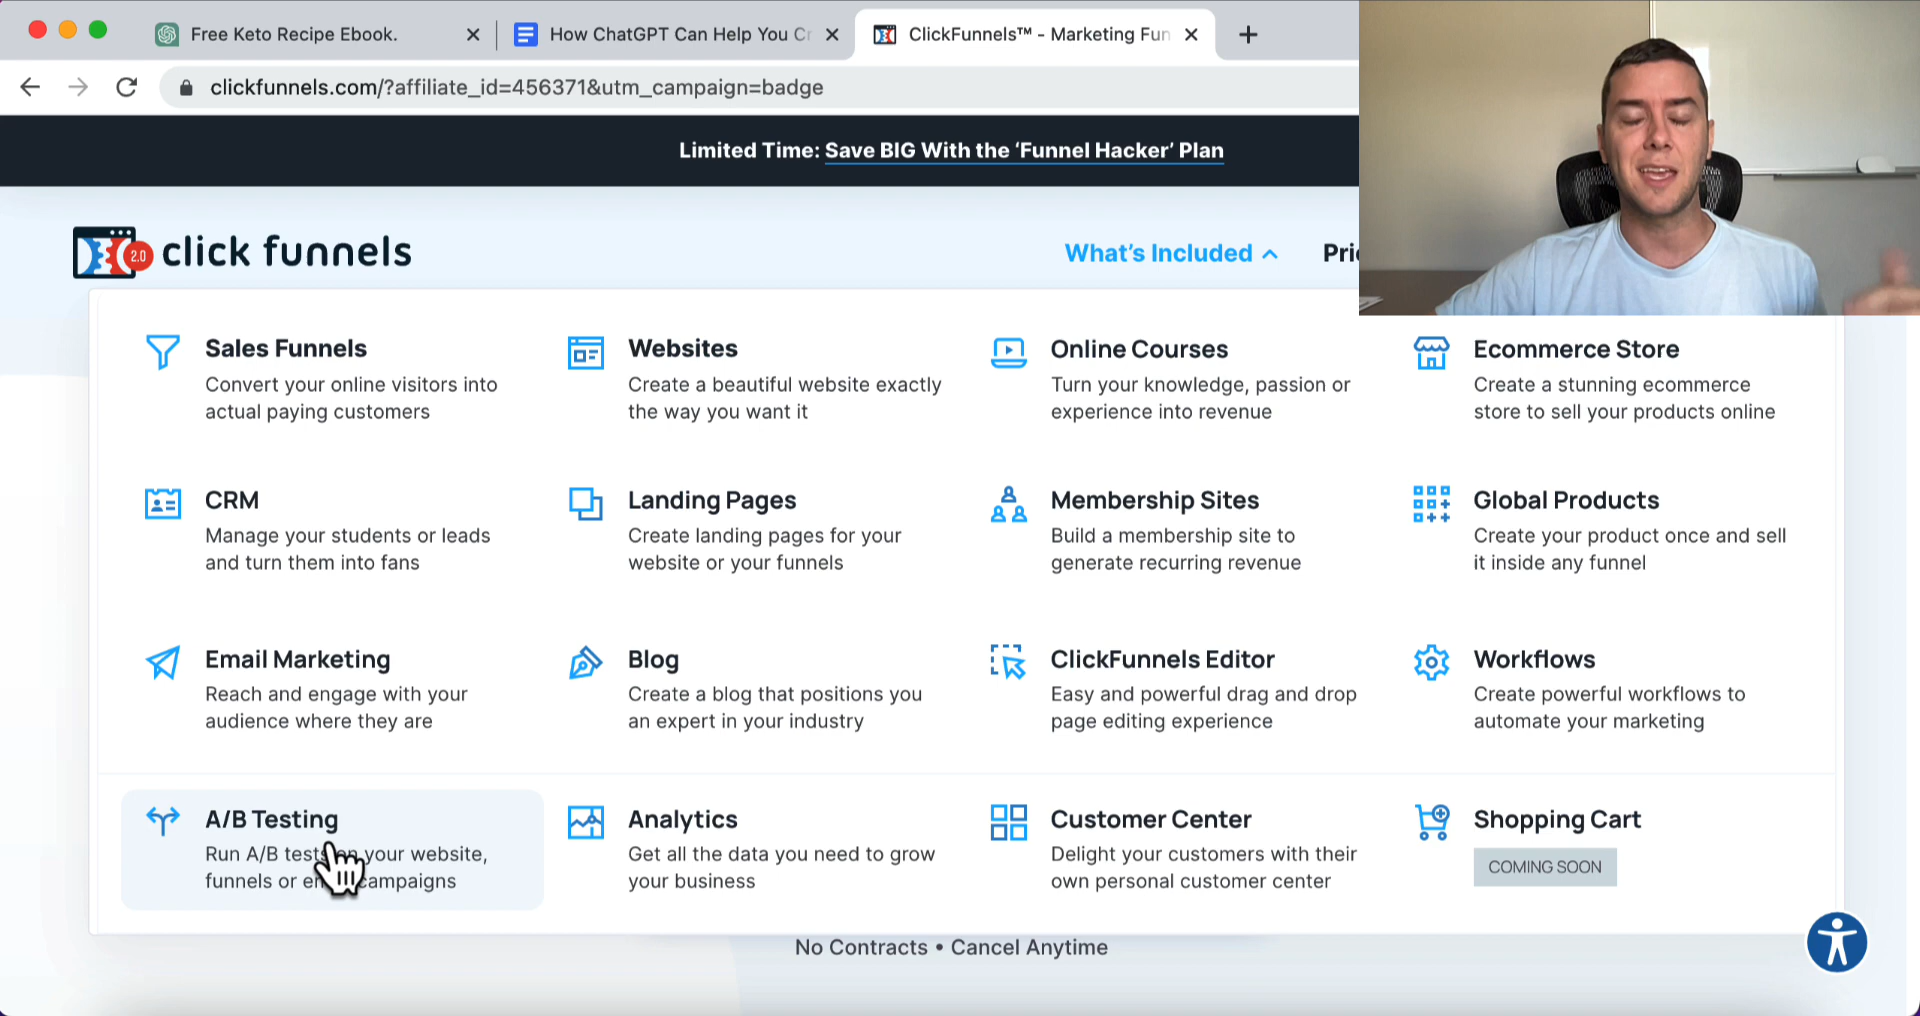 Free Keto Recipe Ebook.
How ChatGPT Can Help You Cr
ClickFunnels™ - Marketing Fun
clickfunnels.com/?affiliate_id=456371&utm_campaign=badge
Limited Time: Save BIG With the ‘Funnel Hacker’ Plan
2.0
click funnels
What’s Included
Pri
Sales Funnels
Convert your online visitors into
actual paying customers
Websites
Create a beautiful website exactly
the way you want it
Online Courses
Turn your knowledge, passion or
experience into revenue
Ecommerce Store
Create a stunning ecommerce
store to sell your products online
CRM
Manage your students or leads
and turn them into fans
Landing Pages
Create landing pages for your
website or your funnels
Membership Sites
Build a membership site to
generate recurring revenue
Global Products
Create your product once and sell
it inside any funnel
Email Marketing
Reach and engage with your
audience where they are
Blog
Create a blog that positions you
an expert in your industry
ClickFunnels Editor
Easy and powerful drag and drop
page editing experience
Workflows
Create powerful workflows to
automate your marketing
A/B Testing
Run A/B tests on your website,
funnels or campaigns
Analytics
Get all the data you need to grow
your business
Customer Center
Delight your customers with their
own personal customer center
Shopping Cart
COMING SOON
No Contracts • Cancel Anytime